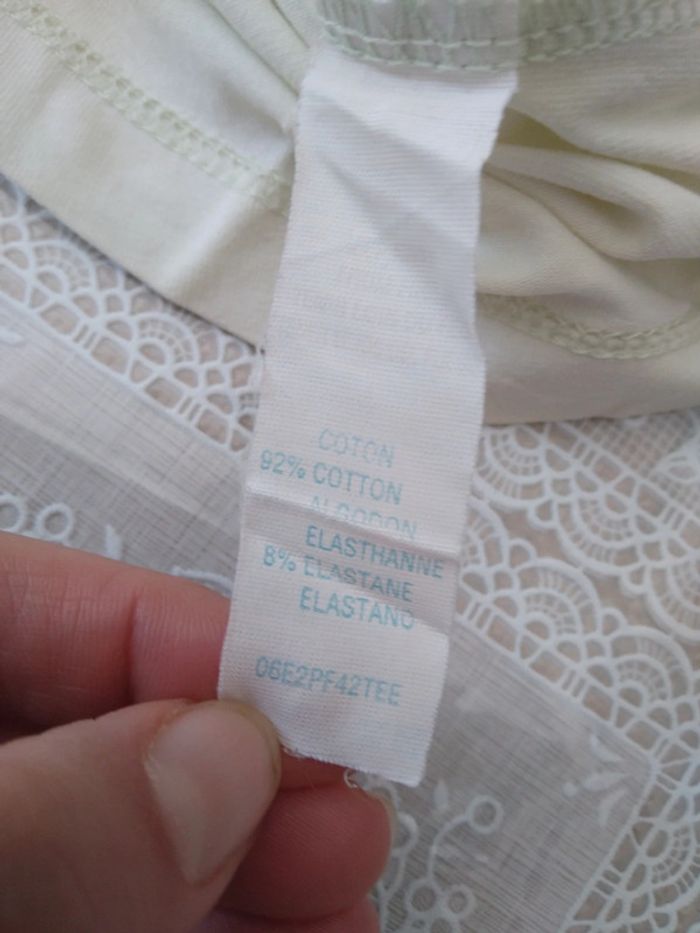 COTON
92% COTTON
ALGODON
ELASTHANNE
8% ELASTANE
ELASTANO
06E2PF42TEE